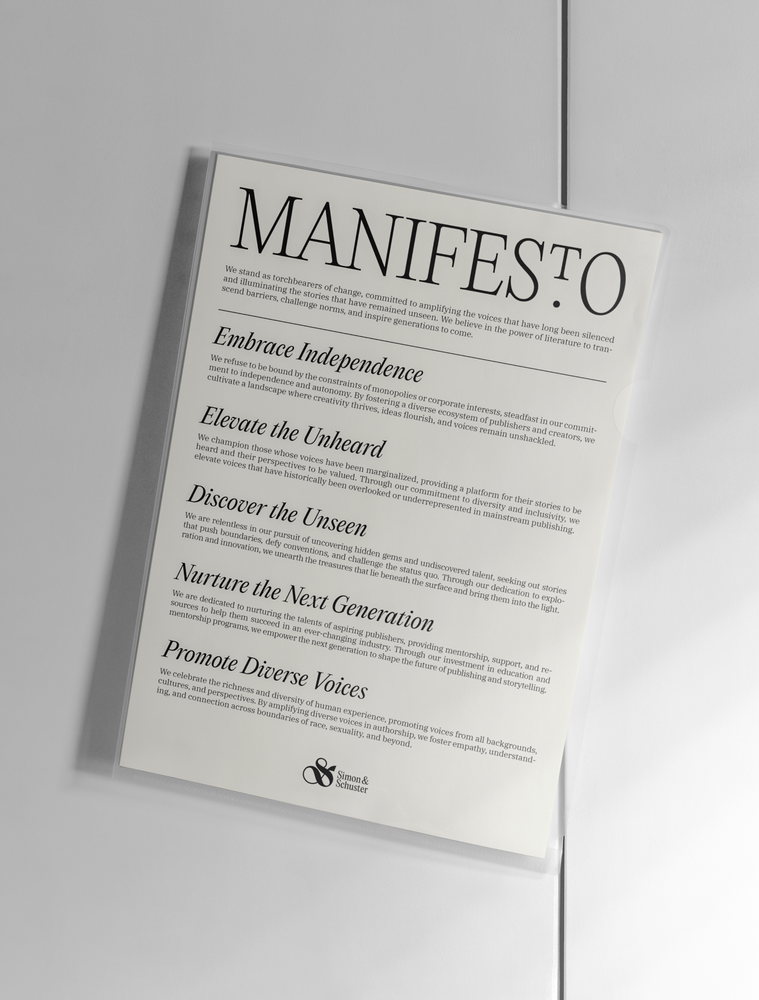 MANIFESTO
We stand as torchbearers of change, committed to amplifying the voices that have long been silenced
and illuminating the stories that have remained unseen. We believe in the power of literature to tran-
scend barriers, challenge norms, and inspire generations to come.
Embrace Independence
We refuse to be bound by the constraints of monopolies or corporate interests, steadfast in our commit-
ment to independence and autonomy. By fostering a diverse ecosystem of publishers and creators, we
cultivate a landscape where creativity thrives, ideas flourish, and voices remain unshackled.
Elevate the Unheard
We champion those whose voices have been marginalized, providing a platform for their stories to be
heard and their perspectives to be valued. Through our commitment to diversity and inclusivity, we
elevate voices that have historically been overlooked or underrepresented in mainstream publishing.
Discover the Unseen
We are relentless in our pursuit of uncovering hidden gems and undiscovered talent, seeking out stories
that push boundaries, defy conventions, and challenge the status quo. Through our dedication to explo-
ration and innovation, we unearth the treasures that lie beneath the surface and bring them into the light.
Nurture the Next Generation
We are dedicated to nurturing the talents of aspiring publishers, providing mentorship, support, and re-
sources to help them succeed in an ever-changing industry. Through our investment in education and
mentorship programs, we empower the next generation to shape the future of publishing and storytelling.
Promote Diverse Voices
We celebrate the richness and diversity of human experience, promoting voices from all backgrounds,
cultures, and perspectives. By amplifying diverse voices in authorship, we foster empathy, understand-
ing, and connection across boundaries of race, sexuality, and beyond.
Simon &
Schuster